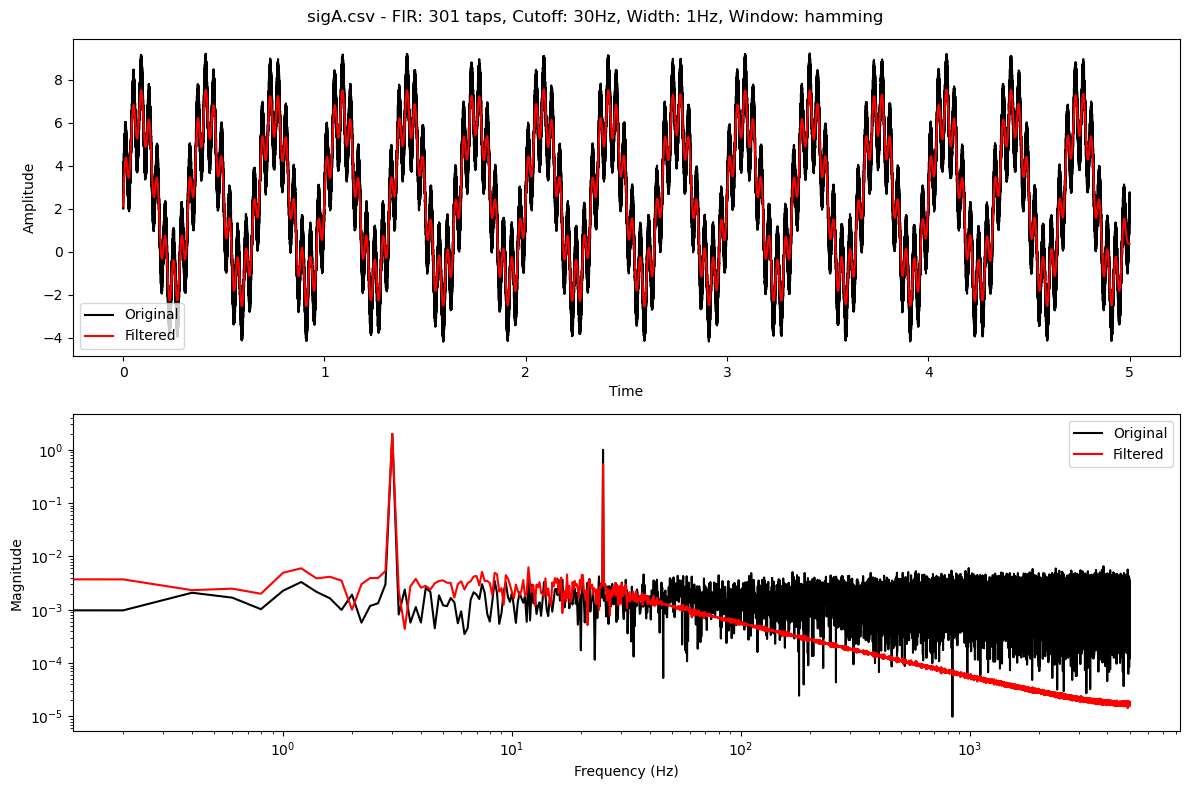 sigA.csv - FIR: 301 taps, Cutoff: 30Hz, Width: 1Hz, Window: hamming
Amplitude
8
6
4
2
0
−2
−4
Original
Filtered
0
1
2
3
4
5
Time
Magnitude
10⁰
10⁻¹
10⁻²
10⁻³
10⁻⁴
10⁻⁵
Original
Filtered
10⁰
10¹
10²
10³
Frequency (Hz)